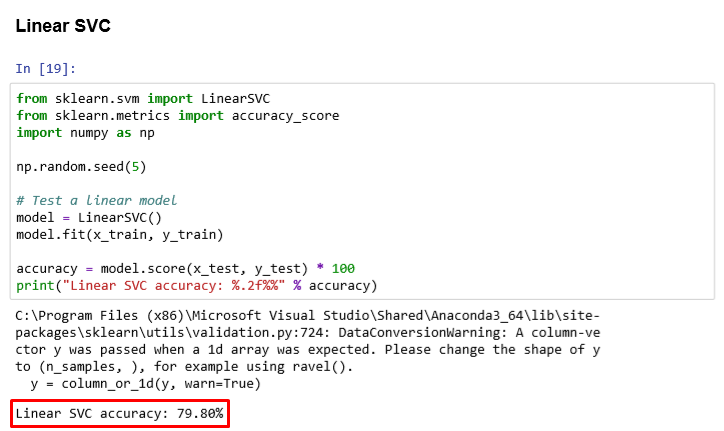 Linear SVC
In [19]:
from sklearn.svm import LinearSVC
from sklearn.metrics import accuracy_score
import numpy as np
np.random.seed(5)
# Test a linear model
model = LinearSVC()
model.fit(x_train, y_train)
accuracy = model.score(x_test, y_test) * 100
print("Linear SVC accuracy: %.2f%%" % accuracy)
C:\Program Files (x86)\Microsoft Visual Studio\Shared\Anaconda3_64\lib\site-
packages\sklearn\utils\validation.py:724: DataConversionWarning: A column-ve
ctor y was passed when a 1d array was expected. Please change the shape of y
to (n_samples, ), for example using ravel().
  y = column_or_1d(y, warn=True)
Linear SVC accuracy: 79.80%